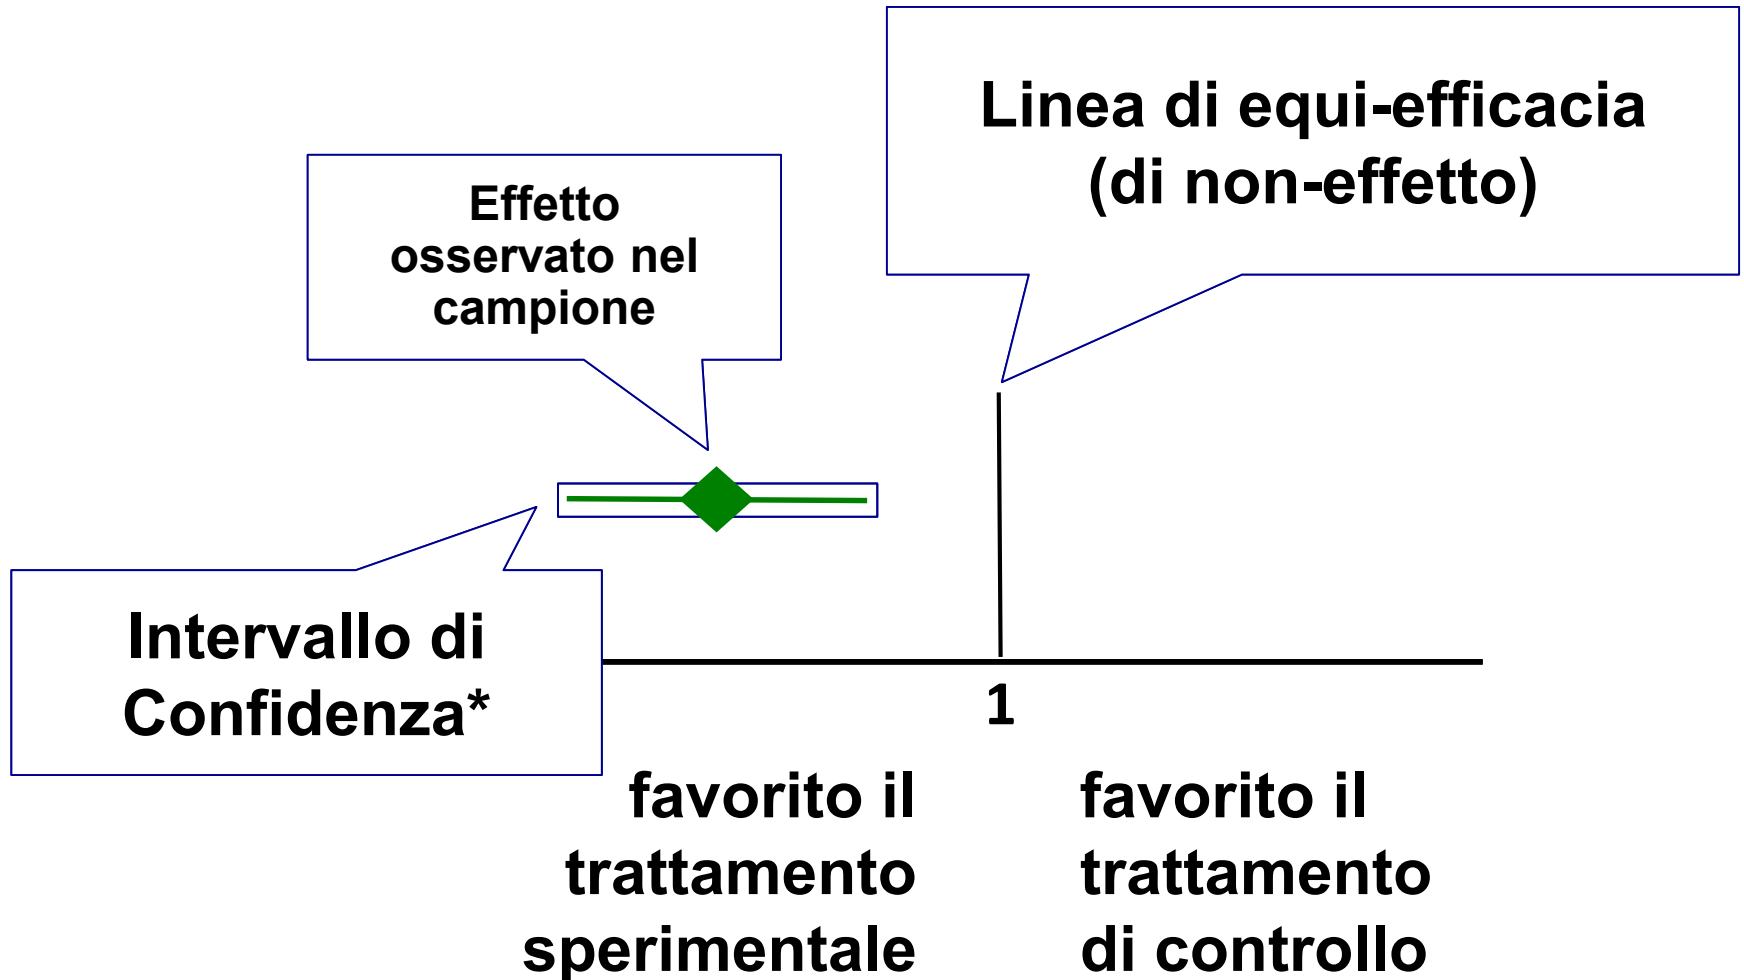 Linea di equi-efficacia
(di non-effetto)
Effetto
osservato nel
campione
Intervallo di
Confidenza*
1
favorito il
trattamento
sperimentale
favorito il
trattamento
di controllo